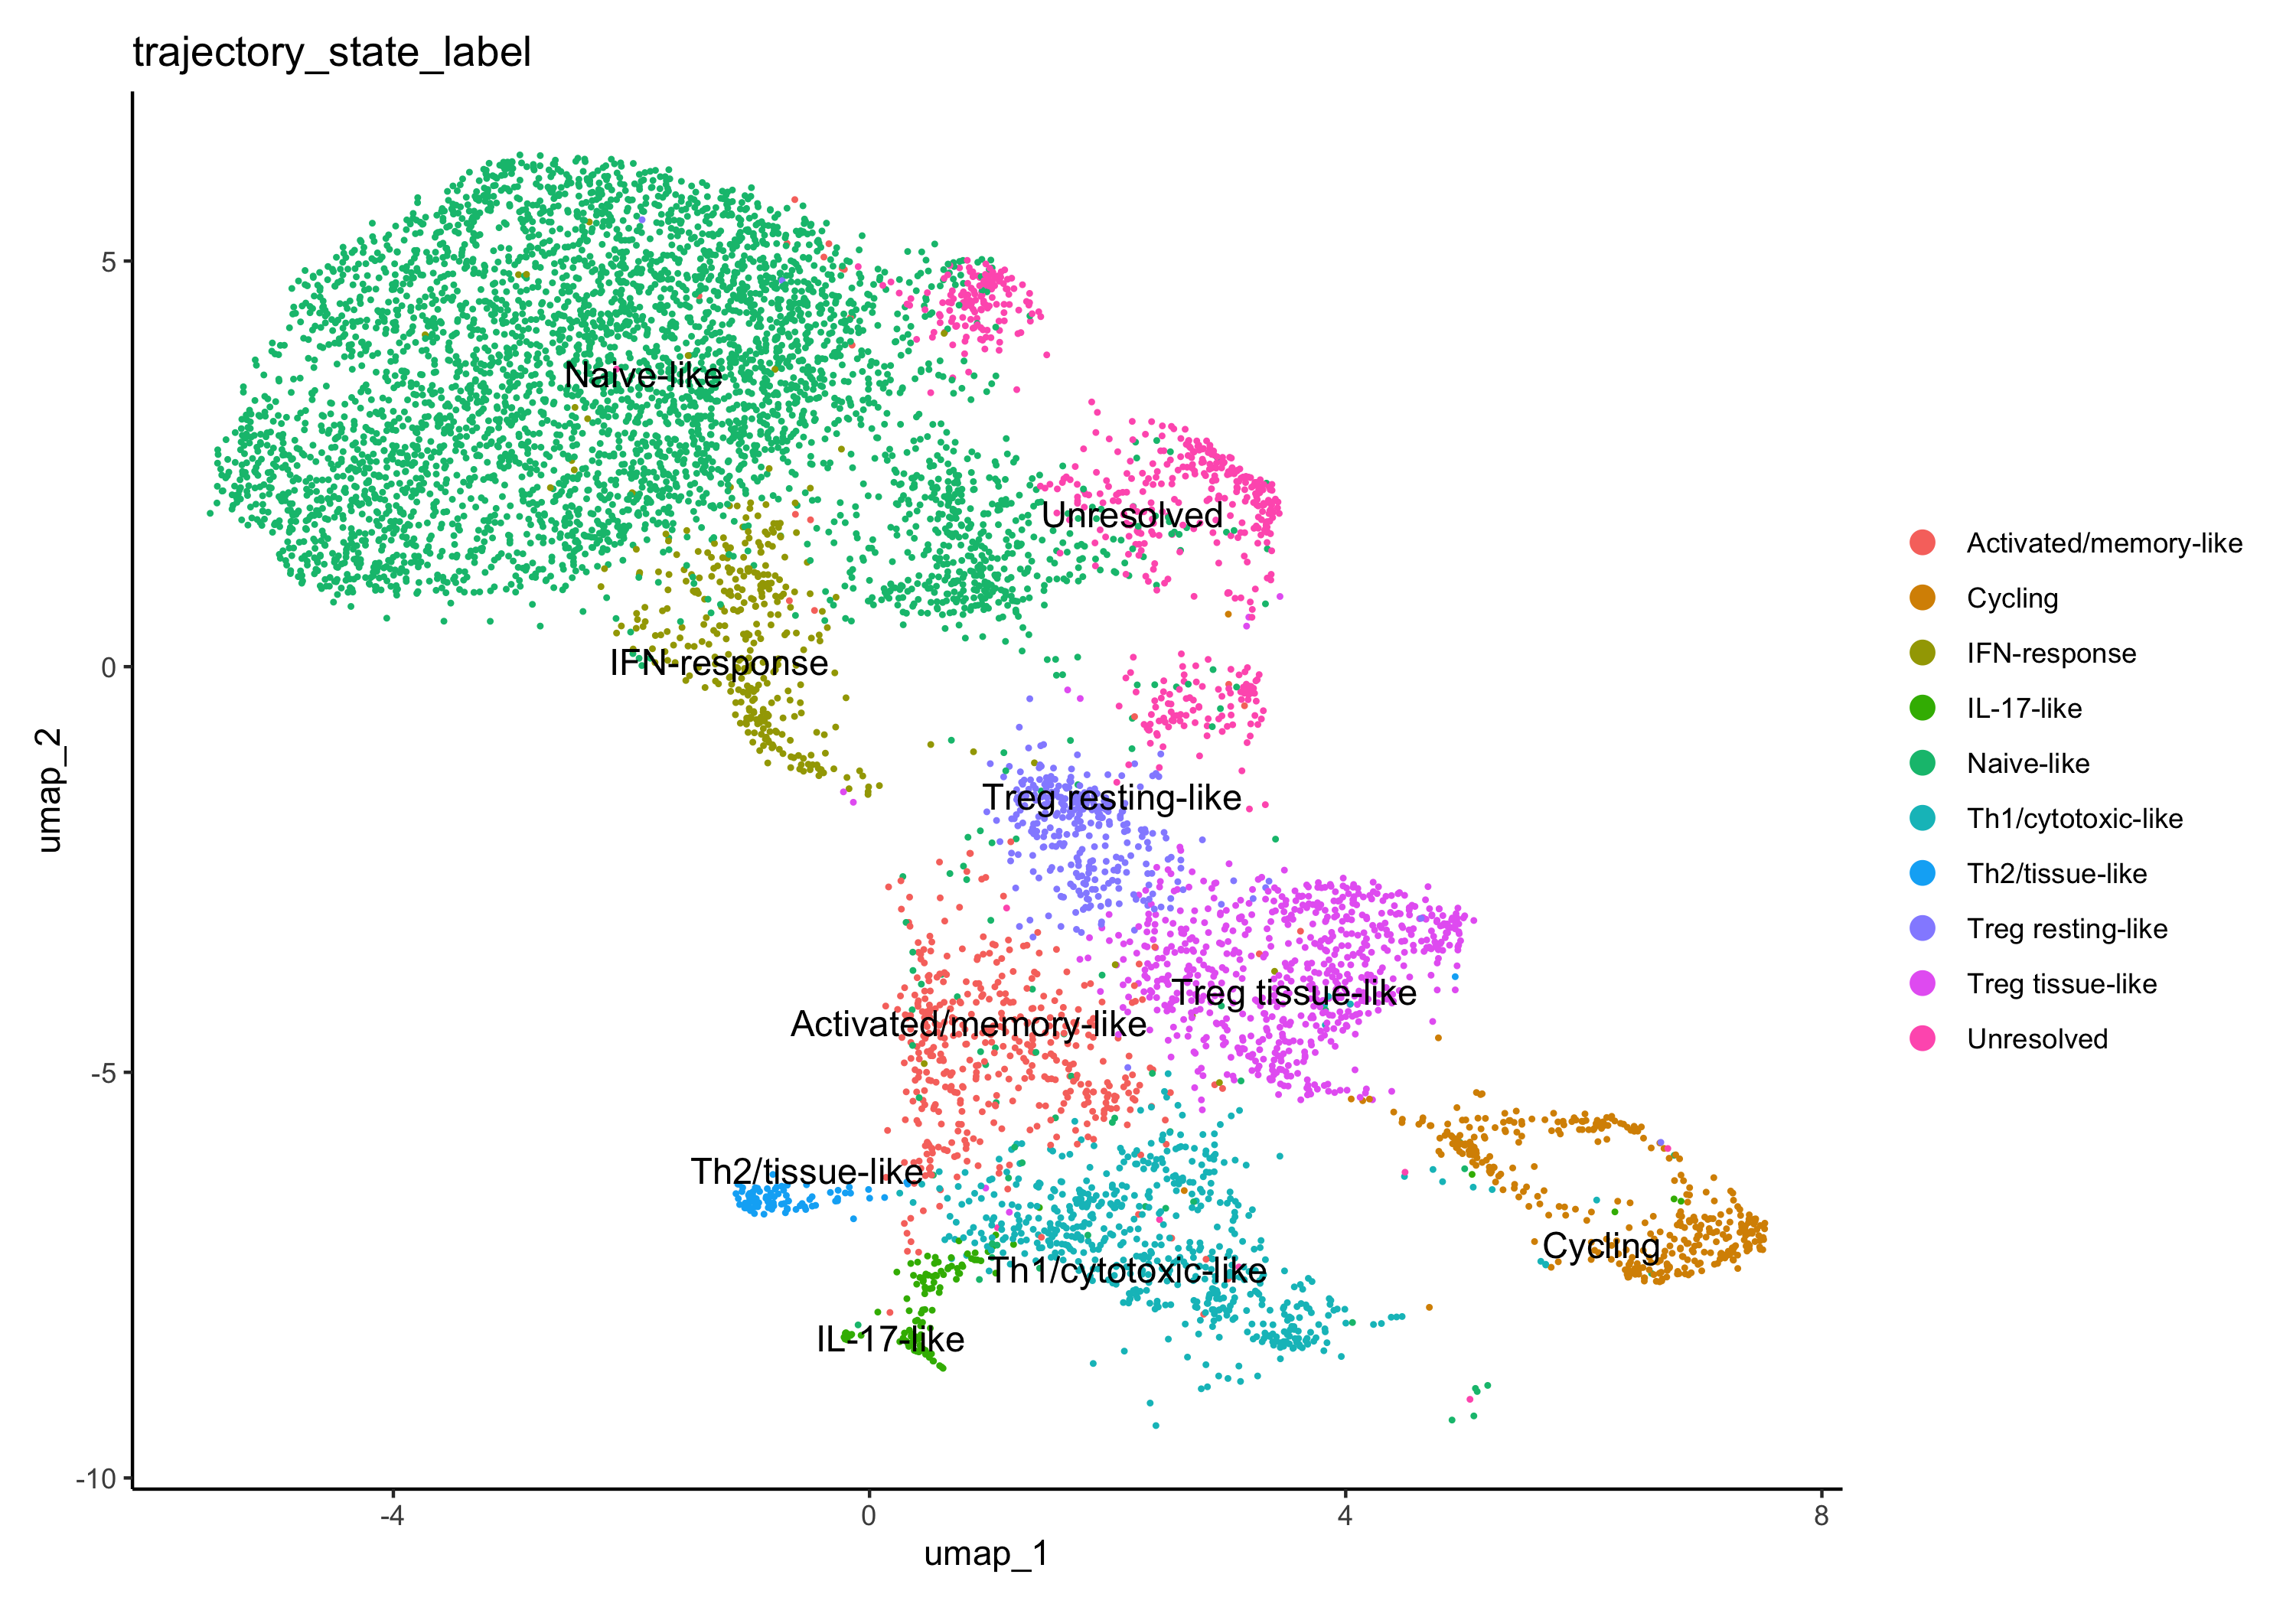 trajectory_state_label
umap_2
5
0
-5
-10
Naive-like
Unresolved
IFN-response
Treg resting-like
Treg tissue-like
Activated/memory-like
Th2/tissue-like
Cycling
Th1/cytotoxic-like
IL-17-like
-4
0
4
8
umap_1
Activated/memory-like
Cycling
IFN-response
IL-17-like
Naive-like
Th1/cytotoxic-like
Th2/tissue-like
Treg resting-like
Treg tissue-like
Unresolved